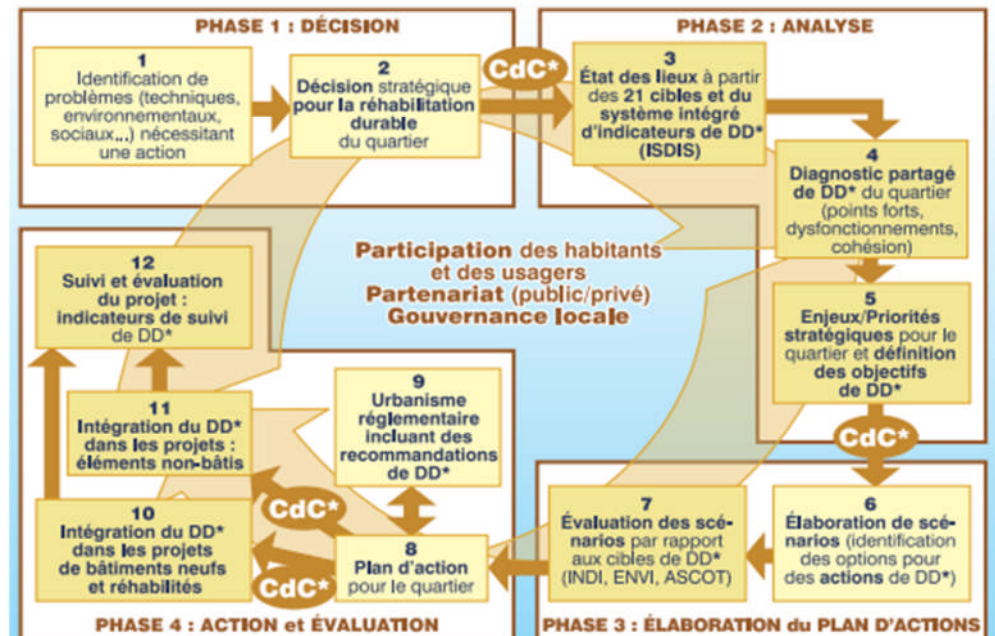 PHASE 1 : DÉCISION
1
Identification de
problèmes (techniques,
environnementaux,
sociaux...) nécessitant
une action
2
Décision stratégique
pour la réhabilitation
durable
du quartier
CdC*
PHASE 2 : ANALYSE
3
État des lieux à partir
des 21 cibles et du
système intégré
d'indicateurs de DD*
(ISDIS)
4
Diagnostic partagé
de DD* du quartier
(points forts,
dysfonctionnements,
cohésion)
5
Enjeux/Priorités
stratégiques pour le
quartier et définition
des objectifs
de DD*
CdC*
Participation des habitants
et des usagers
Partenariat (public/privé)
Gouvernance locale
6
Élaboration de scé-
narios (identification
des options pour
des actions de DD*)
7
Évaluation des scé-
narios par rapport
aux cibles de DD*
(INDI, ENVI, ASCOT)
PHASE 3 : ÉLABORATION du PLAN D'ACTIONS
8
Plan d'action
pour le quartier
9
Urbanisme
réglementaire
incluant des
recommandations
de DD*
CdC*
CdC*
10
Intégration du DD*
dans les projets
de bâtiments neufs
et réhabilités
11
Intégration du DD*
dans les projets :
éléments non-bâtis
12
Suivi et évaluation
du projet :
indicateurs de suivi
de DD*
PHASE 4 : ACTION et ÉVALUATION